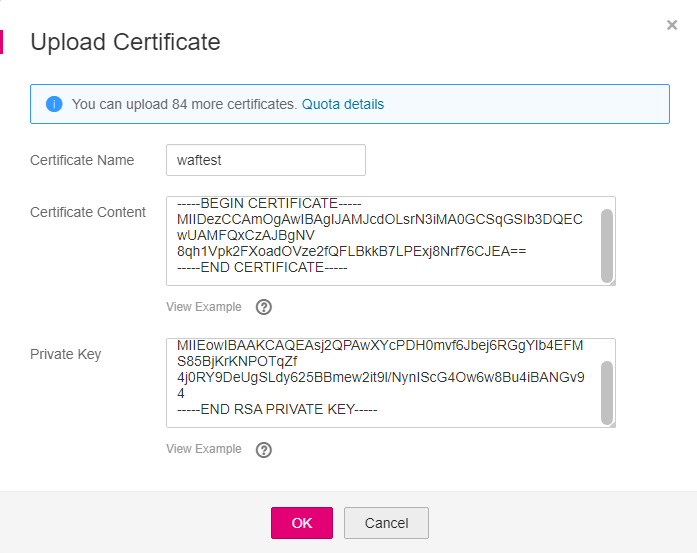 Upload Certificate
You can upload 84 more certificates. Quota details
Certificate Name
waftest
Certificate Content
-----BEGIN CERTIFICATE-----
MIIDezCCAmOgAwIBAgIJAMJcdOLsrN3iMA0GCSqGSIb3DQEC
wUAMFQxCzAJBgNV
8qh1Vpk2FXoadOVze2fQFLBkkB7LPExj8Nrf76CJEA==
-----END CERTIFICATE-----
View Example
Private Key
MIIEowIBAAKCAQEAsj2QPAwXYcPDH0mvf6Jbej6RGgYIb4EFM
S85BjKrKNPOTqZf
4j0RY9DeUgSLdy625BBmew2it9I/NynIScG4Ow6w8Bu4iBANGv9
4
-----END RSA PRIVATE KEY-----
View Example
OK
Cancel